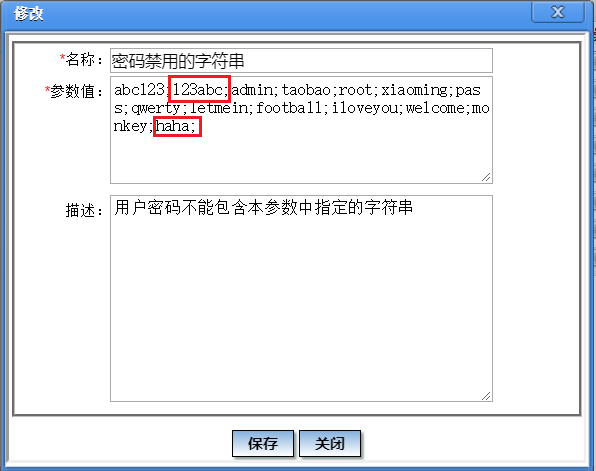 修改
*名称：密码禁用的字符串
*参数值：abc123;123abc;admin;taobao;root;xiaoming;pas
s;qwerty;letmein;football;iloveyou;welcome;mo
nkey;haha;
描述：用户密码不能包含本参数中指定的字符串
保存 关闭